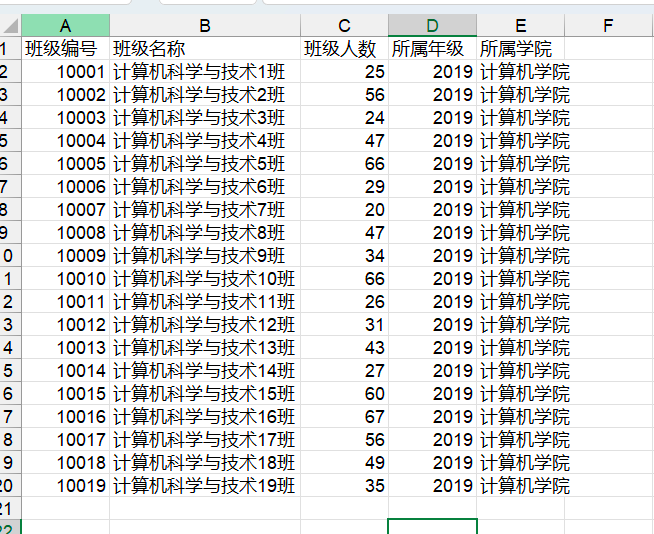 A B C D E F
1 班级编号 班级名称 班级人数 所属年级 所属学院
2 10001 计算机科学与技术1班 25 2019 计算机学院
3 10002 计算机科学与技术2班 56 2019 计算机学院
4 10003 计算机科学与技术3班 24 2019 计算机学院
5 10004 计算机科学与技术4班 47 2019 计算机学院
6 10005 计算机科学与技术5班 66 2019 计算机学院
7 10006 计算机科学与技术6班 29 2019 计算机学院
8 10007 计算机科学与技术7班 20 2019 计算机学院
9 10008 计算机科学与技术8班 47 2019 计算机学院
0 10009 计算机科学与技术9班 34 2019 计算机学院
1 10010 计算机科学与技术10班 66 2019 计算机学院
2 10011 计算机科学与技术11班 26 2019 计算机学院
3 10012 计算机科学与技术12班 31 2019 计算机学院
4 10013 计算机科学与技术13班 43 2019 计算机学院
5 10014 计算机科学与技术14班 27 2019 计算机学院
6 10015 计算机科学与技术15班 60 2019 计算机学院
7 10016 计算机科学与技术16班 67 2019 计算机学院
8 10017 计算机科学与技术17班 56 2019 计算机学院
9 10018 计算机科学与技术18班 49 2019 计算机学院
20 10019 计算机科学与技术19班 35 2019 计算机学院
21
22